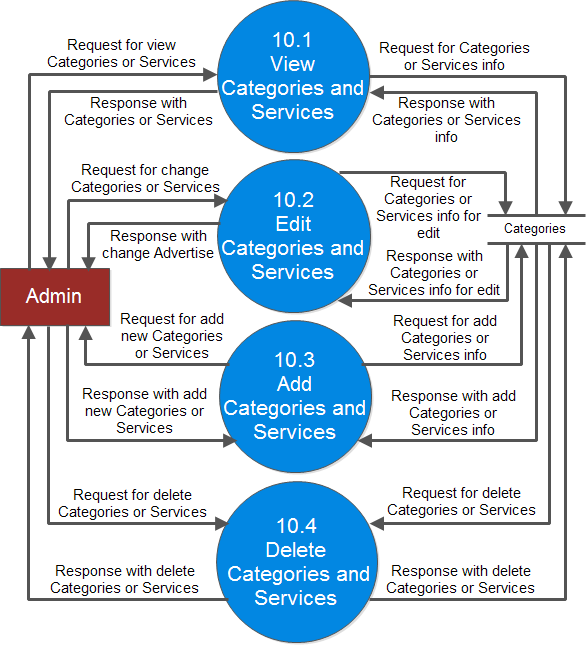 10.1
View
Categories and
Services
Request for view
Categories or Services
Response with
Categories or Services
Request for Categories
or Services info
Response with
Categories or Services
info
10.2
Edit
Categories and
Services
Request for change
Categories or Services
Response with
change Advertise
Request for
Categories or
Services info for
edit
Response with
Categories or
Services info for edit
Categories
Admin
10.3
Add
Categories and
Services
Request for add
new Categories
or Services
Response with add
new Categories or
Services
Request for add
Categories or
Services info
Response with add
Categories or
Services info
10.4
Delete
Categories and
Services
Request for delete
Categories or Services
Response with delete
Categories or Services
Request for delete
Categories or Services
Response with delete
Categories or Services